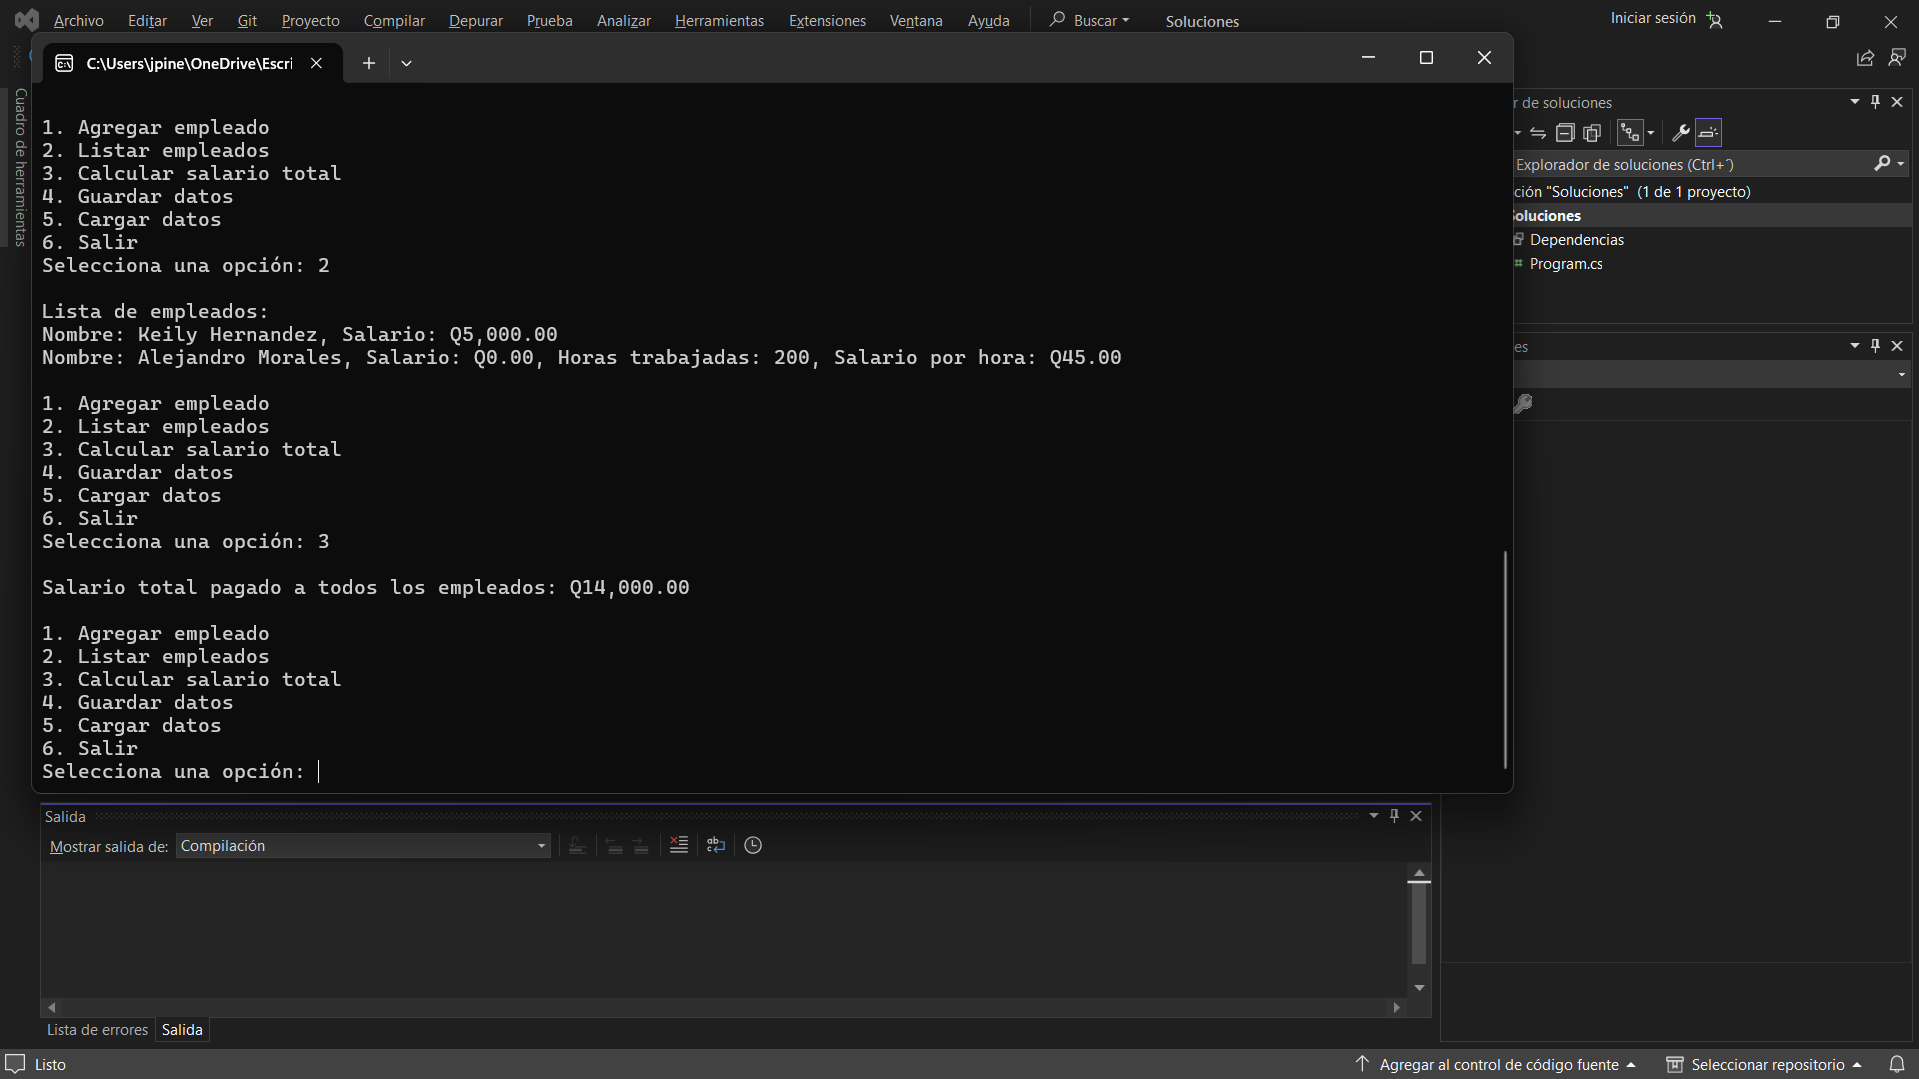 Archivo Editar Ver Git Proyecto Compilar Depurar Prueba Analizar Herramientas Extensiones Ventana Ayuda Buscar Soluciones Iniciar sesión
C:\Users\jpine\OneDrive\Escri
Cuadro de herramientas
1. Agregar empleado
2. Listar empleados
3. Calcular salario total
4. Guardar datos
5. Cargar datos
6. Salir
Selecciona una opción: 2
Lista de empleados:
Nombre: Keily Hernandez, Salario: Q5,000.00
Nombre: Alejandro Morales, Salario: Q0.00, Horas trabajadas: 200, Salario por hora: Q45.00
1. Agregar empleado
2. Listar empleados
3. Calcular salario total
4. Guardar datos
5. Cargar datos
6. Salir
Selecciona una opción: 3
Salario total pagado a todos los empleados: Q14,000.00
1. Agregar empleado
2. Listar empleados
3. Calcular salario total
4. Guardar datos
5. Cargar datos
6. Salir
Selecciona una opción:
r de soluciones
Explorador de soluciones (Ctrl+´)
ción "Soluciones" (1 de 1 proyecto)
Soluciones
Dependencias
Program.cs
es
Salida
Mostrar salida de: Compilación
Lista de errores Salida
Listo
Agregar al control de código fuente
Seleccionar repositorio